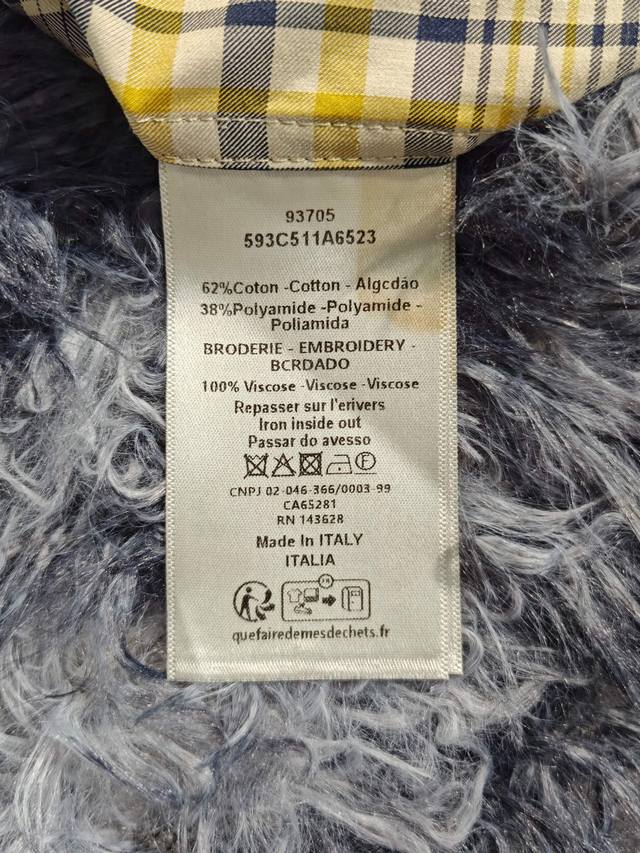 93705
593C511A6523
62%Coton -Cotton - Algcdão
38%Polyamide -Polyamide -
Poliamida
BRODERIE - EMBROIDERY -
BCRDADO
100% Viscose -Viscose -Viscose
Repasser sur l'erivers
Iron inside out
Passar do avesso
F
CNPJ 02-046-366/0003-99
CA65281
RN 143628
Made In ITALY
ITALIA
FR
quefairedemesdechets.fr